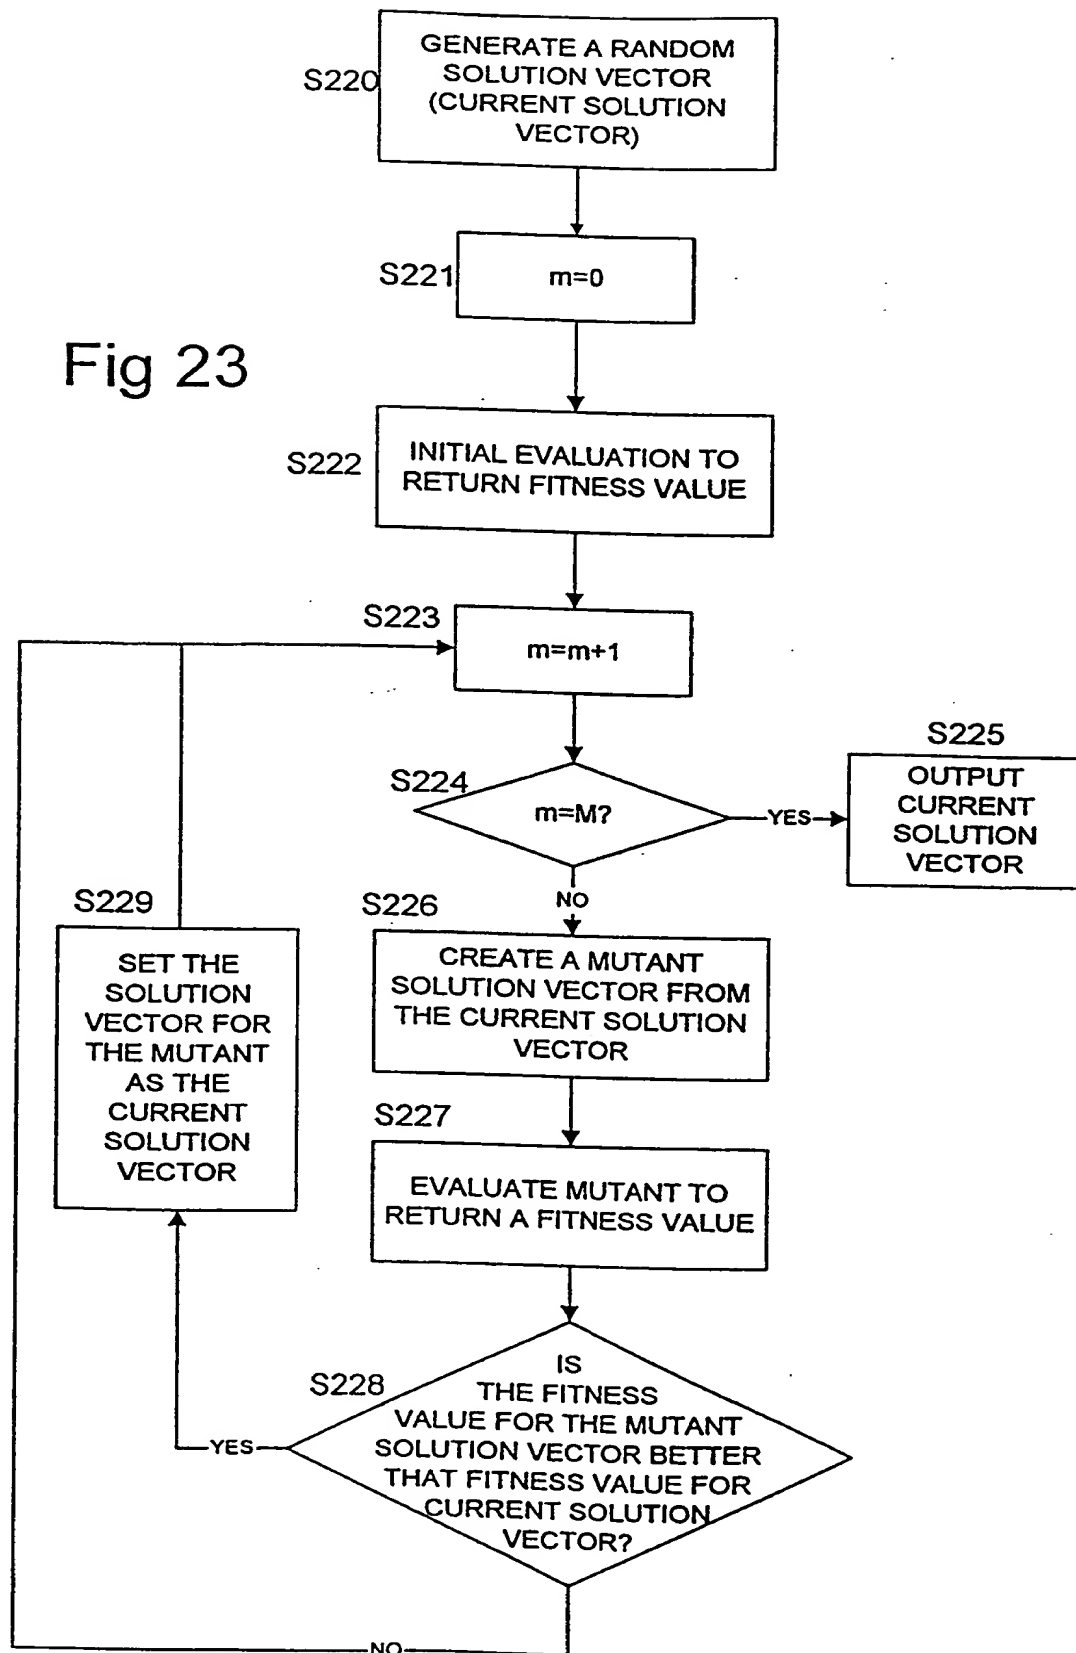 GENERATE A RANDOM
SOLUTION VECTOR
(CURRENT SOLUTION
VECTOR)
S220
S221
m=0
Fig 23
S222
INITIAL EVALUATION TO
RETURN FITNESS VALUE
S223
m=m+1
S224
m=M?
YES
S225
OUTPUT
CURRENT
SOLUTION
VECTOR
NO
S226
CREATE A MUTANT
SOLUTION VECTOR FROM
THE CURRENT SOLUTION
VECTOR
S229
SET THE
SOLUTION
VECTOR FOR
THE MUTANT
AS THE
CURRENT
SOLUTION
VECTOR
S227
EVALUATE MUTANT TO
RETURN A FITNESS VALUE
S228
IS
THE FITNESS
VALUE FOR THE MUTANT
SOLUTION VECTOR BETTER
THAT FITNESS VALUE FOR
CURRENT SOLUTION
VECTOR?
YES
NO